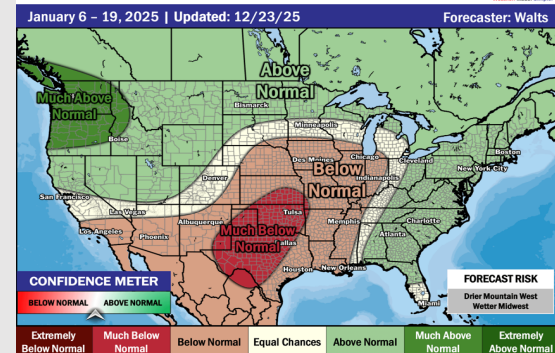 January 6 – 19, 2025 | Updated: 12/23/25
Forecaster: Walts
Much Above
Normal
Above
Normal
Bismarck
Minneapolis
Boise
Boston
Des Moines
Chicago
Cleveland
New York City
Below
Normal
Indianapolis
Denver
San Francisco
Las Vegas
Tulsa
Los Angeles
Albuquerque
Memphis
Charlotte
Much Below
Normal
Phoenix
Dallas
Atlanta
Houston
New Orleans
Miami
CONFIDENCE METER
BELOW NORMAL
ABOVE NORMAL
FORECAST RISK
Drier Mountain West
Wetter Midwest
Extremely
Below Normal
Much Below
Normal
Below Normal
Equal Chances
Above Normal
Much Above
Normal
Extremely
Above Normal